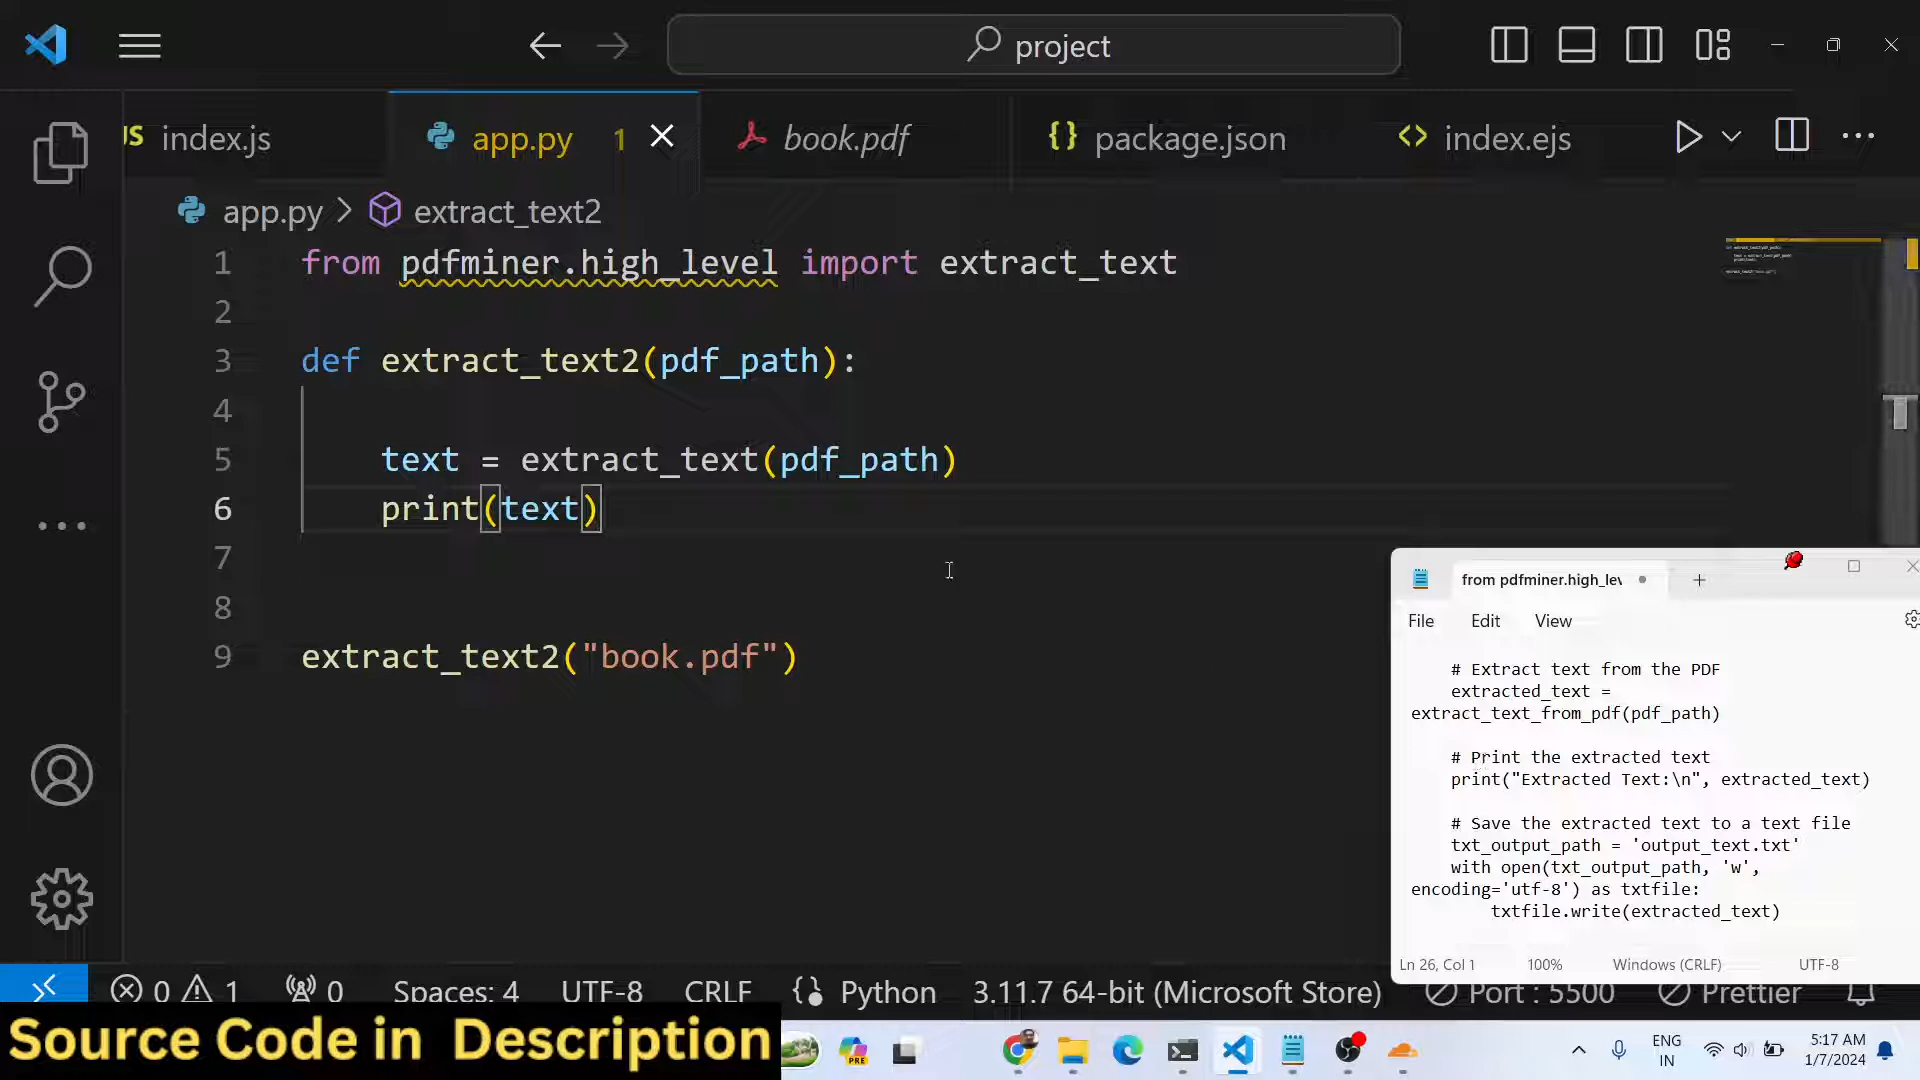 project
JS index.js
app.py 1
book.pdf
{} package.json
<> index.ejs
app.py > extract_text2
1 from pdfminer.high_level import extract_text
2
3 def extract_text2(pdf_path):
4
5 text = extract_text(pdf_path)
6 print(text)
7
8
9 extract_text2("book.pdf")
from pdfminer.high_lev
File Edit View
# Extract text from the PDF
extracted_text =
extract_text_from_pdf(pdf_path)
# Print the extracted text
print("Extracted Text:\n", extracted_text)
# Save the extracted text to a text file
txt_output_path = 'output_text.txt'
with open(txt_output_path, 'w',
encoding='utf-8') as txtfile:
txtfile.write(extracted_text)
Ln 26, Col 1 100% Windows (CRLF) UTF-8
0 1 0 Spaces: 4 UTF-8 CRLF {} Python 3.11.7 64-bit (Microsoft Store) Port : 5500 Prettier
Source Code in Description
PRE
ENG
IN
5:17 AM
1/7/2024